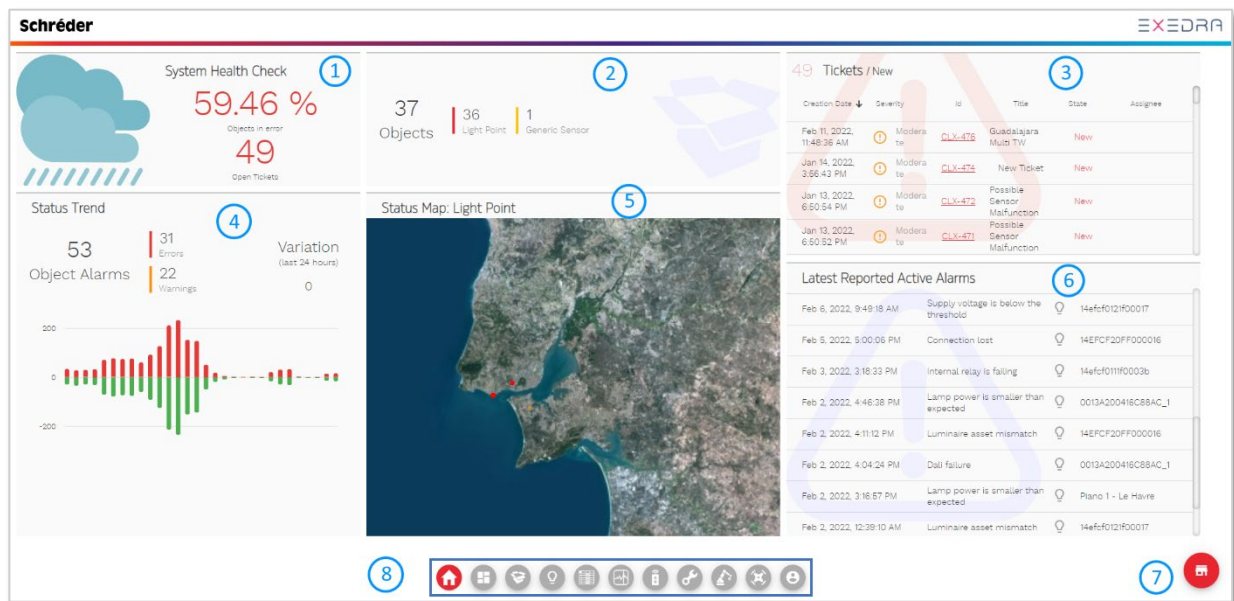 Schréder
EXEDRA
System Health Check
1
59.46 %
Objects in error
49
Open Tickets
2
37
Objects
36
Light Point
1
Generic Sensor
49 Tickets / New
3
Creation Date Severity Id Title State Assignee
Feb 11, 2022,
11:48:36 AM
Modera
te
CLX-476
Guadalajara
Multi TW
New
Jan 14, 2022,
3:56:43 PM
Modera
te
CLX-474
New Ticket
New
Jan 13, 2022,
6:50:54 PM
Modera
te
CLX-472
Possible
Sensor
Malfunction
New
Jan 13, 2022,
6:50:52 PM
Modera
te
CLX-471
Possible
Sensor
Malfunction
New
Status Trend
4
53
Object Alarms
31
Errors
22
Warnings
Variation
(last 24 hours)
0
200
0
-200
Status Map: Light Point
5
Latest Reported Active Alarms
6
Feb 6, 2022, 9:49:18 AM
Supply voltage is below the
threshold
14efcf0121f00017
Feb 5, 2022, 5:00:06 PM
Connection lost
14EFCF20FF000016
Feb 3, 2022, 3:18:33 PM
Internal relay is failing
14efcf0111f0003b
Feb 2, 2022, 4:46:38 PM
Lamp power is smaller than
expected
0013A200416C88AC_1
Feb 2, 2022, 4:11:12 PM
Luminaire asset mismatch
14EFCF20FF000016
Feb 2, 2022, 4:04:24 PM
Dali failure
0013A200416C88AC_1
Feb 2, 2022, 3:16:57 PM
Lamp power is smaller than
expected
Piano 1 - Le Havre
Feb 2, 2022, 12:39:10 AM
Luminaire asset mismatch
14efcf0121f00017
8
7